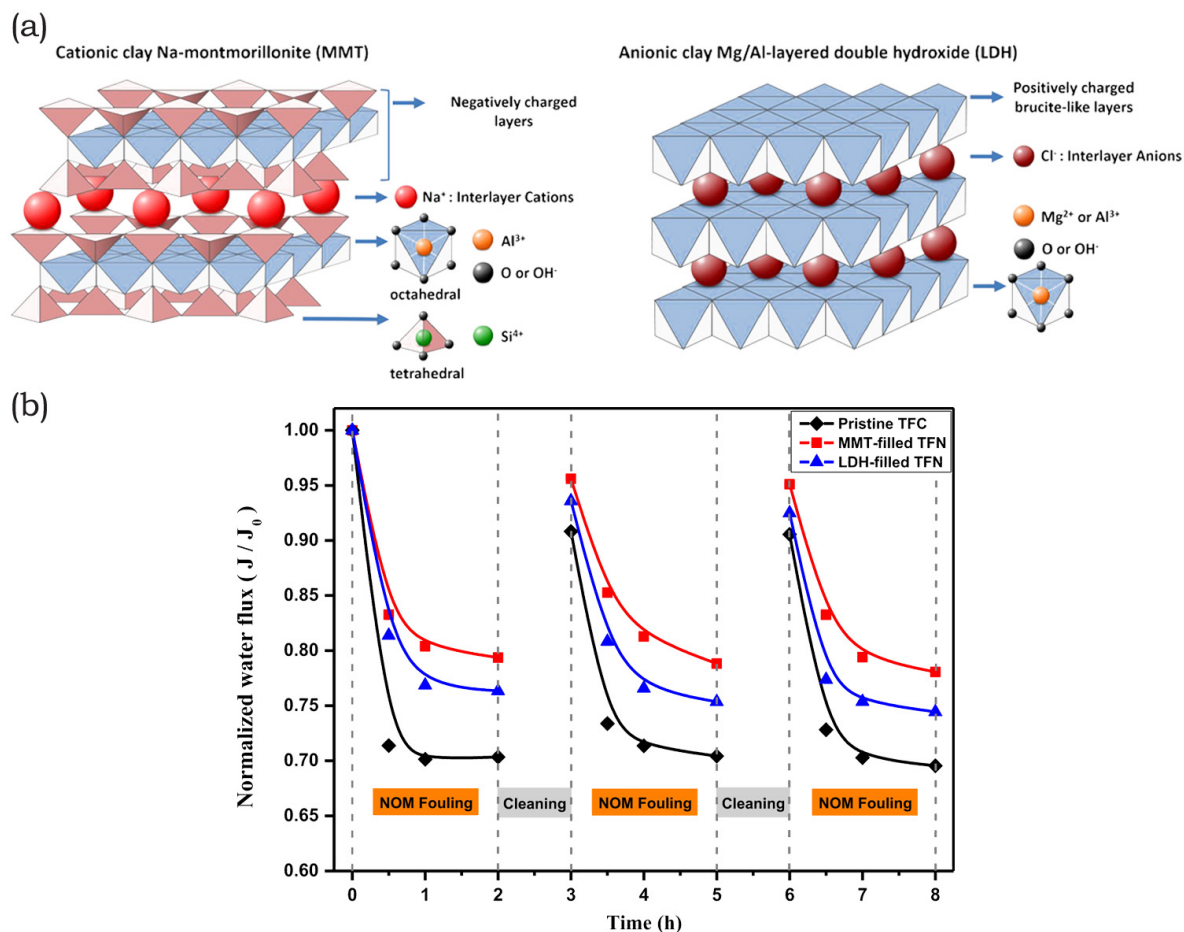 (a)
Cationic clay Na-montmorillonite (MMT)
Negatively charged
layers
Na⁺ : Interlayer Cations
Al³⁺
O or OH⁻
octahedral
Si⁴⁺
tetrahedral
Anionic clay Mg/Al-layered double hydroxide (LDH)
Positively charged
brucite-like layers
Cl⁻ : Interlayer Anions
Mg²⁺ or Al³⁺
O or OH⁻
(b)
Normalized water flux ( J / J₀ )
1.00
0.95
0.90
0.85
0.80
0.75
0.70
0.65
0.60
Pristine TFC
MMT-filled TFN
LDH-filled TFN
NOM Fouling
Cleaning
NOM Fouling
Cleaning
NOM Fouling
0 1 2 3 4 5 6 7 8
Time (h)